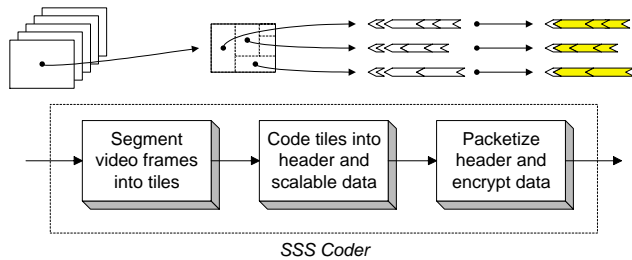 Segment
video frames
into tiles
Code tiles into
header and
scalable data
Packetize
header and
encrypt data
SSS Coder